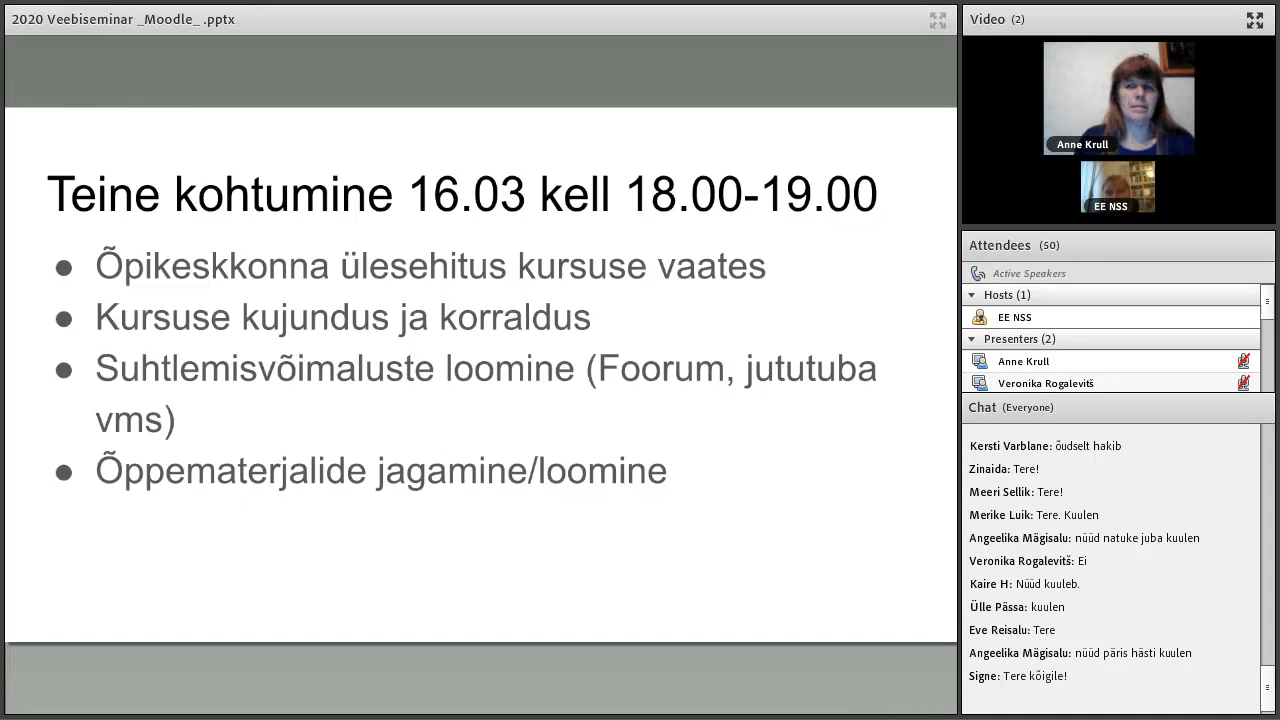 2020 Veebiseminar _Moodle_ .pptx
Teine kohtumine 16.03 kell 18.00-19.00
● Õpikeskkonna ülesehitus kursuse vaates
● Kursuse kujundus ja korraldus
● Suhtlemisvõimaluste loomine (Foorum, jututuba
vms)
● Õppematerjalide jagamine/loomine
Video (2)
Anne Krull
EE NSS
Attendees (50)
Active Speakers
Hosts (1)
EE NSS
Presenters (2)
Anne Krull
Veronika Rogalevitš
Chat (Everyone)
Kersti Varblane: õudselt hakib
Zinaida: Tere!
Meeri Sellik: Tere!
Merike Luik: Tere. Kuulen
Angeelika Mägisalu: nüüd natuke juba kuulen
Veronika Rogalevitš: Ei
Kaire H: Nüüd kuuleb.
Ülle Pässa: kuulen
Eve Reisalu: Tere
Angeelika Mägisalu: nüüd päris hästi kuulen
Signe: Tere kõigile!